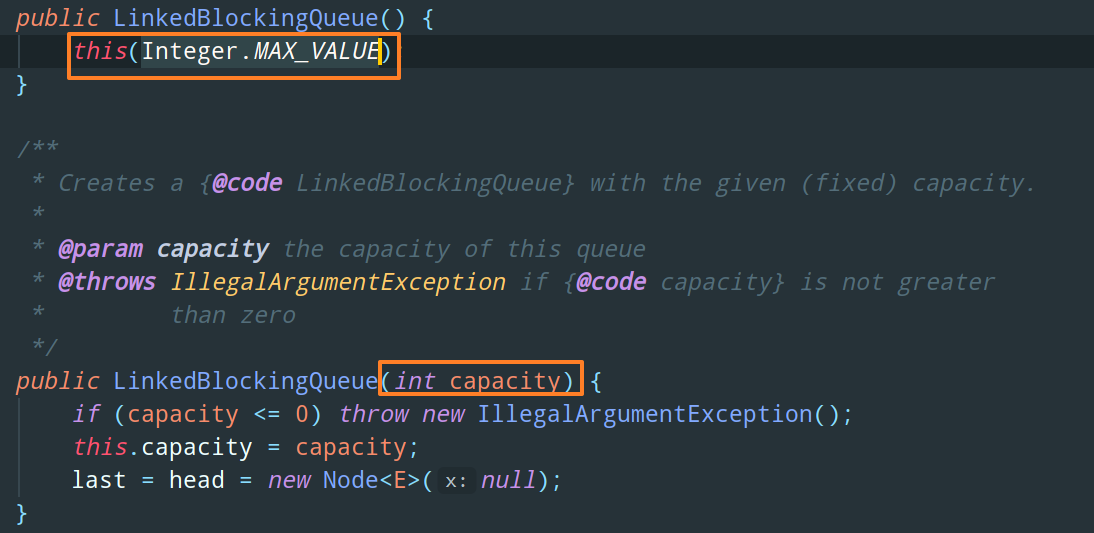 public LinkedBlockingQueue() {
this(Integer.MAX_VALUE)
}
/**
* Creates a {@code LinkedBlockingQueue} with the given (fixed) capacity.
*
* @param capacity the capacity of this queue
* @throws IllegalArgumentException if {@code capacity} is not greater
* than zero
*/
public LinkedBlockingQueue(int capacity) {
if (capacity <= 0) throw new IllegalArgumentException();
this.capacity = capacity;
last = head = new Node<E>( x: null);
}